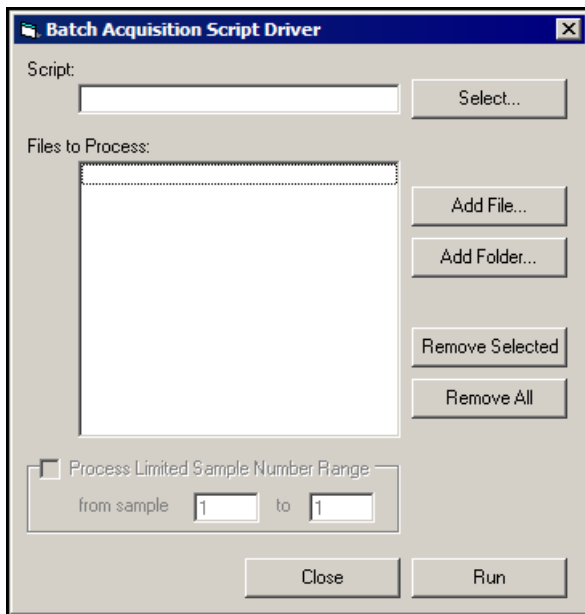 Batch Acquisition Script Driver
Script:
Select...
Files to Process:
Add File...
Add Folder...
Remove Selected
Remove All
Process Limited Sample Number Range
from sample 1 to 1
Close Run